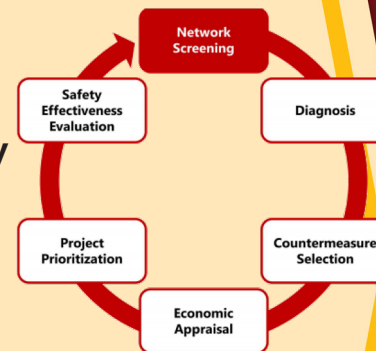 Network
Screening
Diagnosis
Countermeasure
Selection
Economic
Appraisal
Project
Prioritization
Safety
Effectiveness
Evaluation